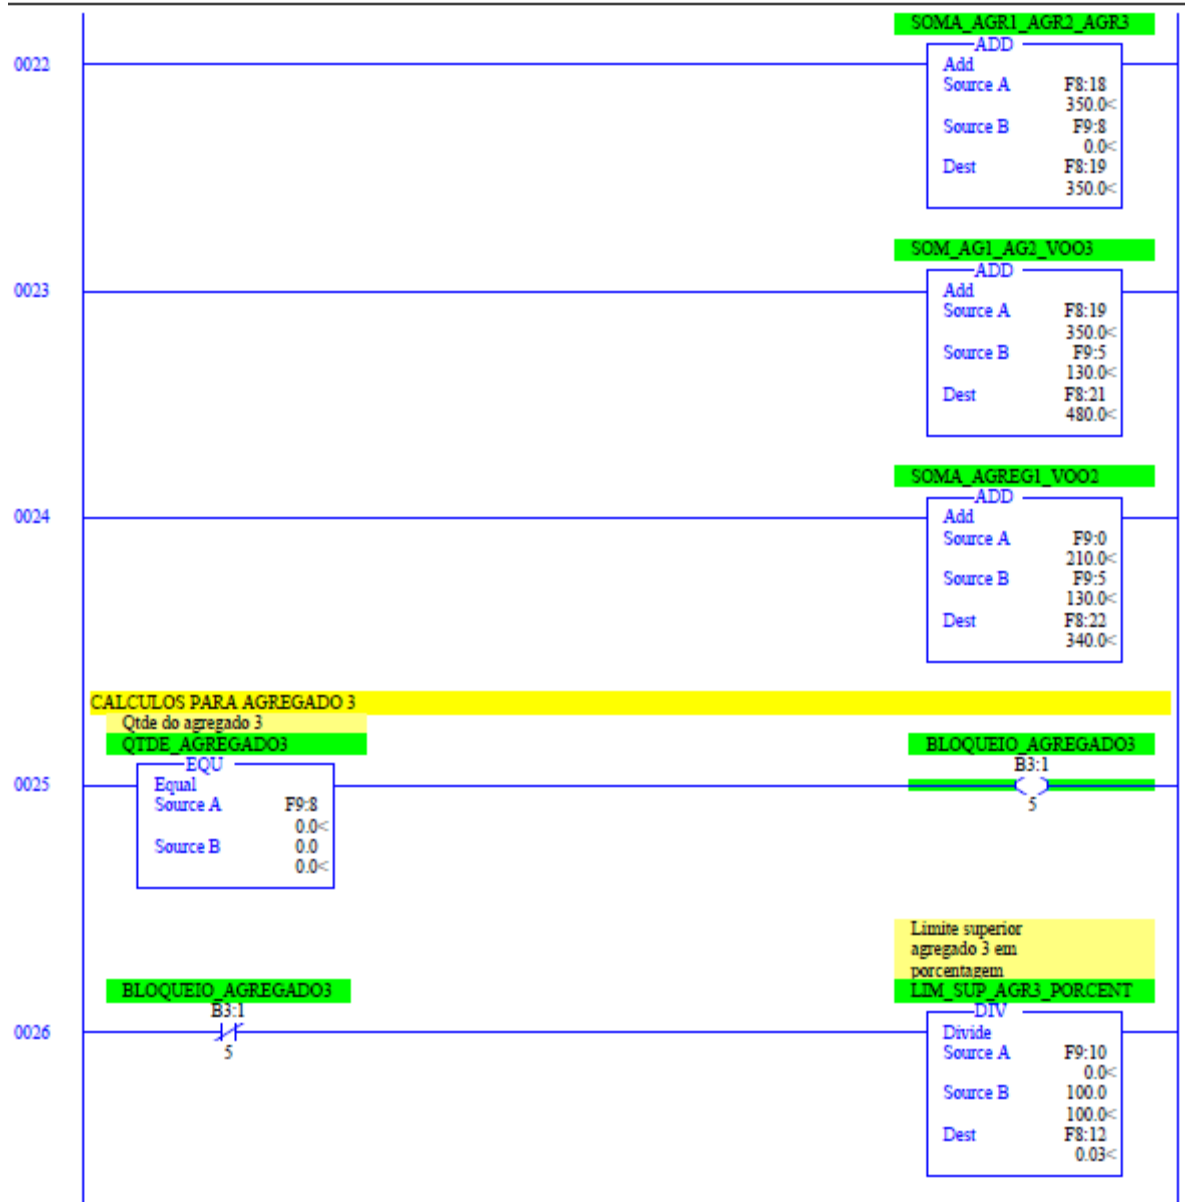 SOMA_AGR1_AGR2_AGR3
ADD
0022
Add
Source A F8:18
350.0<
Source B F9:8
0.0<
Dest F8:19
350.0<
SOM_AG1_AG2_VOO3
ADD
0023
Add
Source A F8:19
350.0<
Source B F9:5
130.0<
Dest F8:21
480.0<
SOMA_AGREG1_VOO2
ADD
0024
Add
Source A F9:0
210.0<
Source B F9:5
130.0<
Dest F8:22
340.0<
CALCULOS PARA AGREGADO 3
Qtde do agregado 3
QTDE_AGREGADO3 BLOQUEIO_AGREGADO3
EQU B3:1
0025
Equal
Source A F9:8 5
0.0<
Source B 0.0
0.0<
Limite superior
agregado 3 em
porcentagem
BLOQUEIO_AGREGADO3 LIM_SUP_AGR3_PORCENT
B3:1 DIV
0026
Divide
5 Source A F9:10
0.0<
Source B 100.0
100.0<
Dest F8:12
0.03<